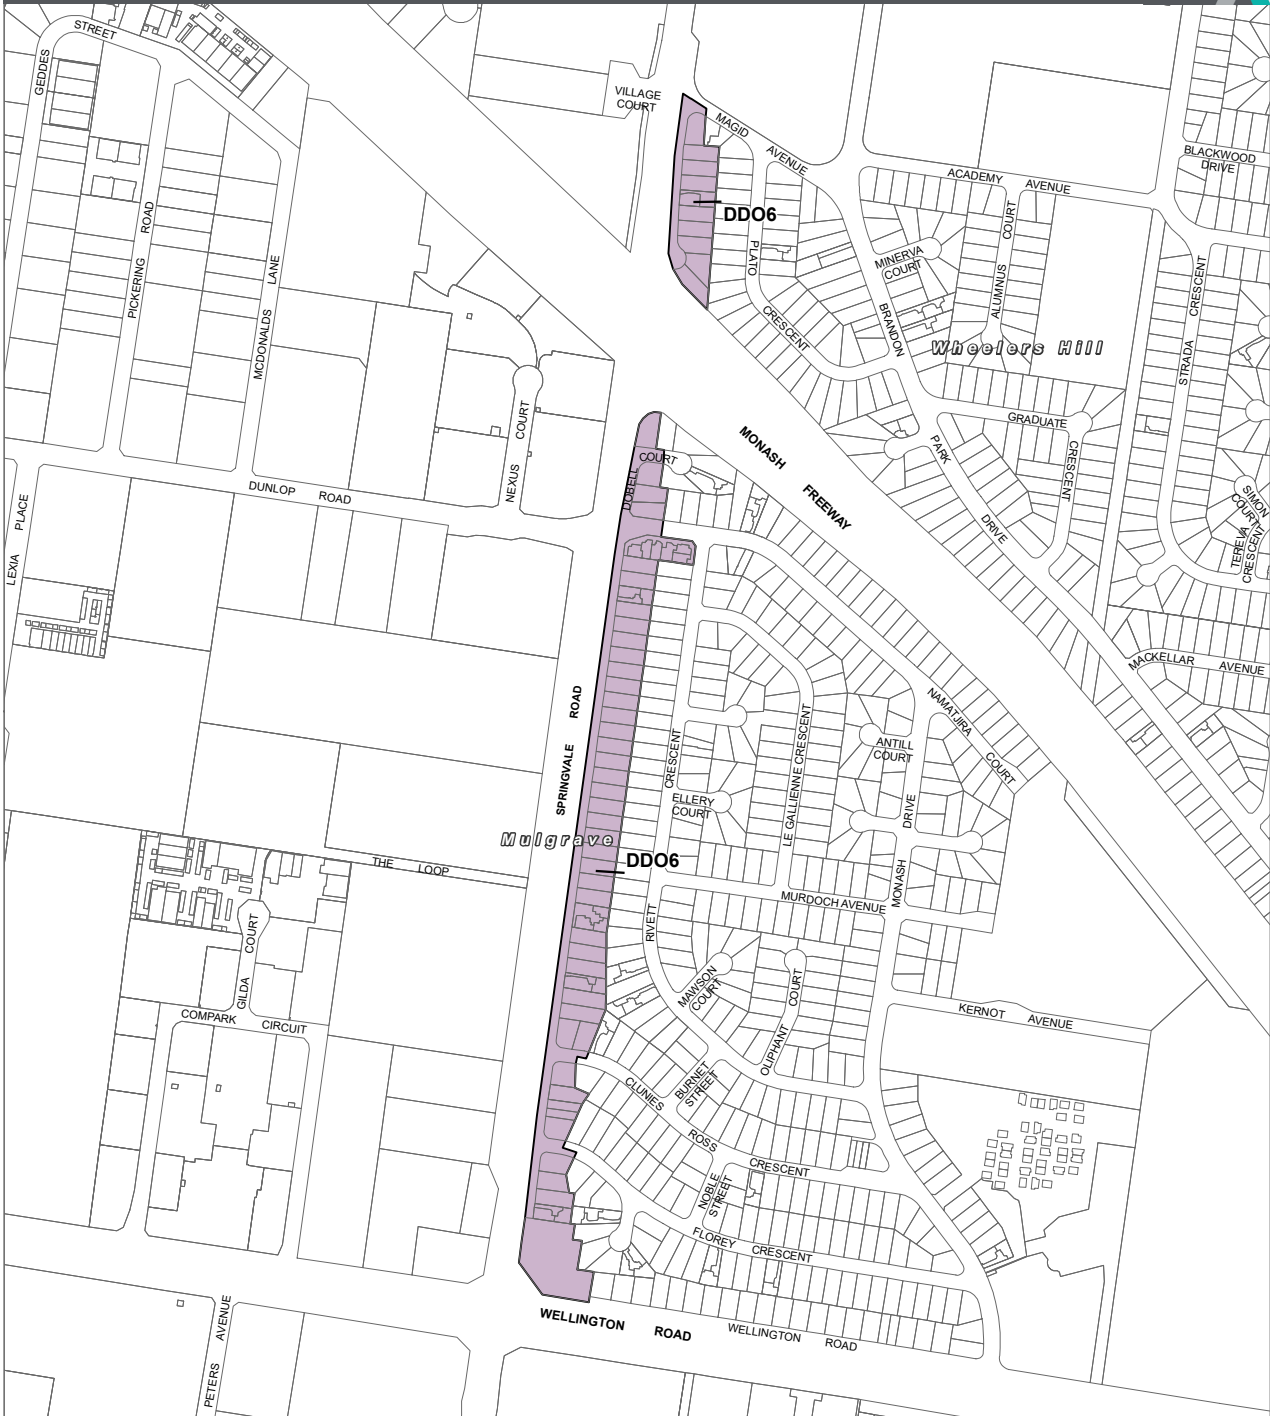 STREET
GEDDES
VILLAGE
COURT
MAGID
AVENUE
BLACKWOOD
DRIVE
ACADEMY
AVENUE
DDO6
PLATO
CRESCENT
MINERVA
COURT
ALUMNUS
COURT
BRANDON
PICKERING
ROAD
MCDONALDS
LANE
STRADA
CRESCENT
Wheelers Hill
NEXUS
COURT
GRADUATE
CRESCENT
PARK
DRIVE
MONASH
FREEWAY
DOBELL
COURT
DUNLOP
ROAD
LEXIA
PLACE
SIMON
COURT
TEREVA
CRESCENT
MACKELLAR
AVENUE
NAMATJIRA
COURT
ANTILL
COURT
SPRINGVALE
ROAD
CRESCENT
ELLERY
COURT
LE GALLIENNE CRESCENT
DRIVE
MONASH
Mulgrave
DDO6
THE
LOOP
MURDOCH AVENUE
RIVETT
MAWSON
COURT
OLIPHANT
COURT
GILDA
COURT
COMPARK
CIRCUIT
KERNOT
AVENUE
CLUNIES
ROSS
CRESCENT
BURNET
STREET
NOBLE
STREET
FLOREY
CRESCENT
WELLINGTON
ROAD
WELLINGTON
ROAD
PETERS
AVENUE